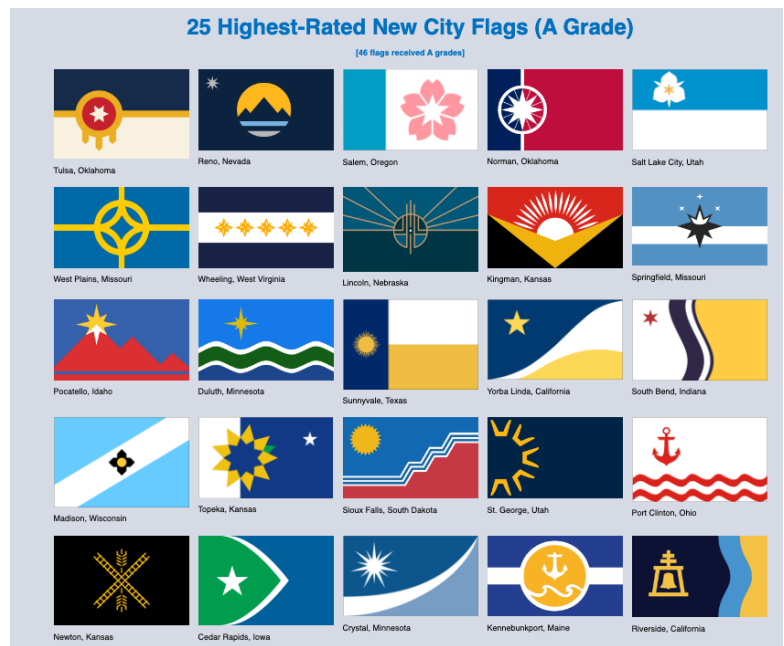 25 Highest-Rated New City Flags (A Grade)
[46 flags received A grades]
Tulsa, Oklahoma
Reno, Nevada
Salem, Oregon
Norman, Oklahoma
Salt Lake City, Utah
West Plains, Missouri
Wheeling, West Virginia
Lincoln, Nebraska
Kingman, Kansas
Springfield, Missouri
Pocatello, Idaho
Duluth, Minnesota
Sunnyvale, Texas
Yorba Linda, California
South Bend, Indiana
Madison, Wisconsin
Topeka, Kansas
Sioux Falls, South Dakota
St. George, Utah
Port Clinton, Ohio
Newton, Kansas
Cedar Rapids, Iowa
Crystal, Minnesota
Kennebunkport, Maine
Riverside, California